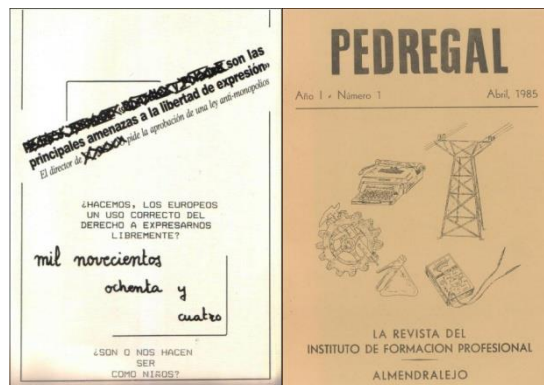 son las
principales amenazas a la libertad de expresión»
El director de pide la aprobación de una ley anti-monopolios
¿HACEMOS, LOS EUROPEOS
UN USO CORRECTO DEL
DERECHO A EXPRESARNOS
LIBREMENTE?
mil novecientos
ochenta y
cuatro
¿SON O NOS HACEN
SER
COMO NIÑOS?
PEDREGAL
Año I - Número 1 Abril, 1985
LA REVISTA DEL
INSTITUTO DE FORMACION PROFESIONAL
ALMENDRALEJO